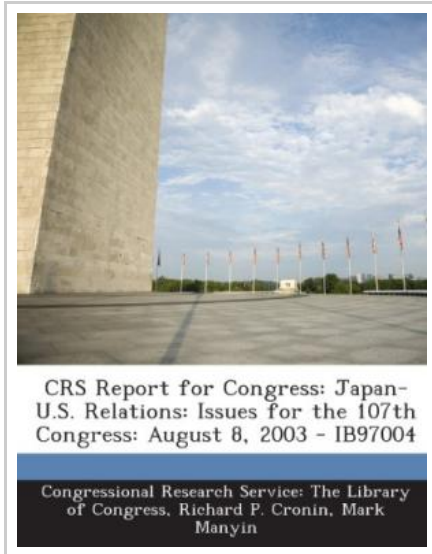 CRS Report for Congress: Japan-
U.S. Relations: Issues for the 107th
Congress: August 8, 2003 - IB97004
Congressional Research Service: The Library
of Congress, Richard P. Cronin, Mark
Manyin